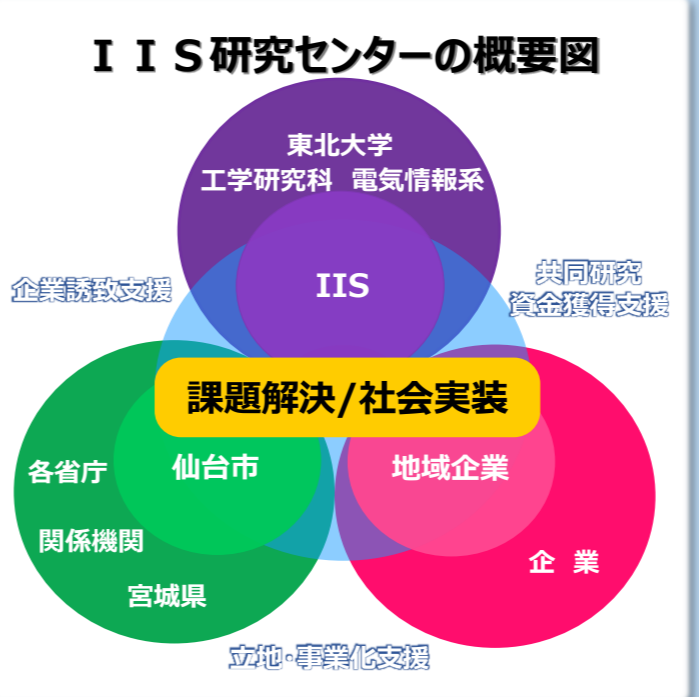 ＩＩＳ研究センターの概要図
東北大学
工学研究科 電気情報系
IIS
企業誘致支援
共同研究
資金獲得支援
課題解決/社会実装
各省庁
仙台市
地域企業
関係機関
企 業
宮城県
立地・事業化支援